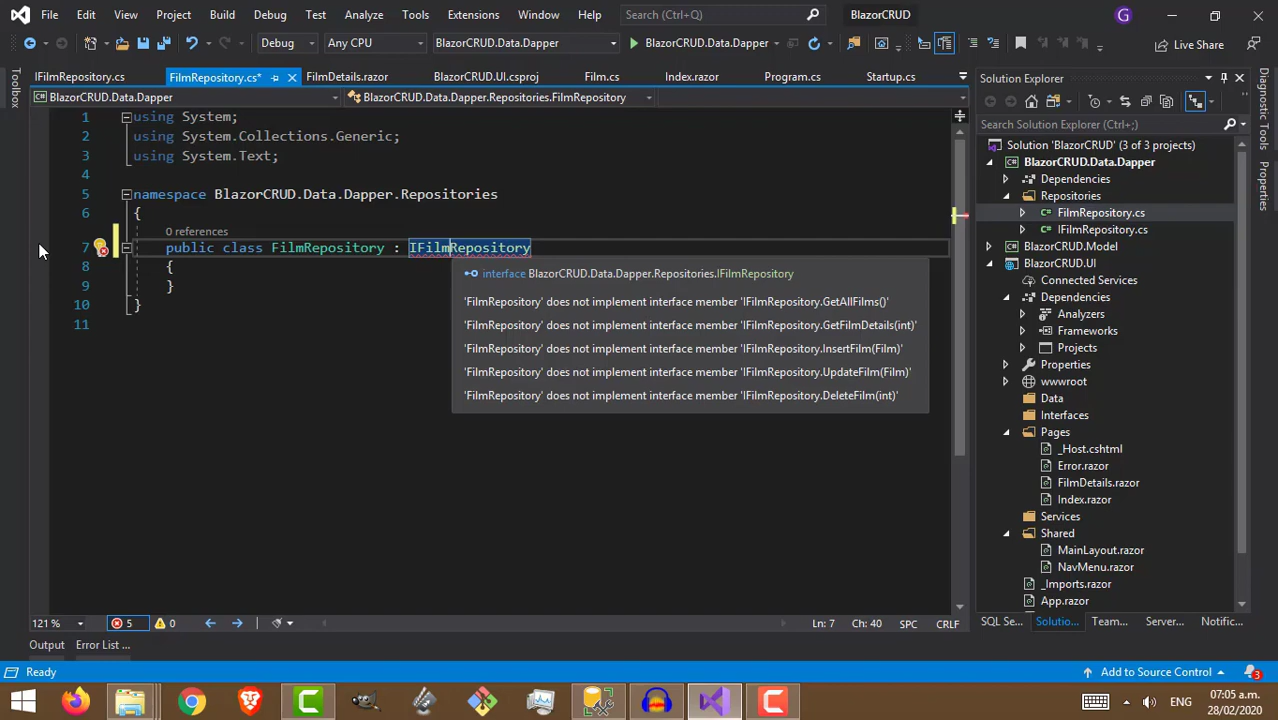 File Edit View Project Build Debug Test Analyze Tools Extensions Window Help Search (Ctrl+Q) BlazorCRUD G
Debug Any CPU BlazorCRUD.Data.Dapper BlazorCRUD.Data.Dapper Live Share
Toolbox
IFilmRepository.cs FilmRepository.cs* FilmDetails.razor BlazorCRUD.UI.csproj Film.cs Index.razor Program.cs Startup.cs
BlazorCRUD.Data.Dapper BlazorCRUD.Data.Dapper.Repositories.FilmRepository
1 using System;
2 using System.Collections.Generic;
3 using System.Text;
4
5 namespace BlazorCRUD.Data.Dapper.Repositories
6 {
0 references
7 public class FilmRepository : IFilmRepository
8 {
9 }
10 }
11
interface BlazorCRUD.Data.Dapper.Repositories.IFilmRepository
'FilmRepository' does not implement interface member 'IFilmRepository.GetAllFilms()'
'FilmRepository' does not implement interface member 'IFilmRepository.GetFilmDetails(int)'
'FilmRepository' does not implement interface member 'IFilmRepository.InsertFilm(Film)'
'FilmRepository' does not implement interface member 'IFilmRepository.UpdateFilm(Film)'
'FilmRepository' does not implement interface member 'IFilmRepository.DeleteFilm(int)'
121 % 5 0 Ln: 7 Ch: 40 SPC CRLF
Output Error List ...
Solution Explorer
Search Solution Explorer (Ctrl+;)
Solution 'BlazorCRUD' (3 of 3 projects)
BlazorCRUD.Data.Dapper
Dependencies
Repositories
FilmRepository.cs
IFilmRepository.cs
BlazorCRUD.Model
BlazorCRUD.UI
Connected Services
Dependencies
Analyzers
Frameworks
Projects
Properties
wwwroot
Data
Interfaces
Pages
_Host.cshtml
Error.razor
FilmDetails.razor
Index.razor
Services
Shared
MainLayout.razor
NavMenu.razor
_Imports.razor
App.razor
SQL Se... Solutio... Team... Server... Notific...
Diagnostic Tools
Properties
Ready Add to Source Control 3
ENG 07:05 a.m.
28/02/2020